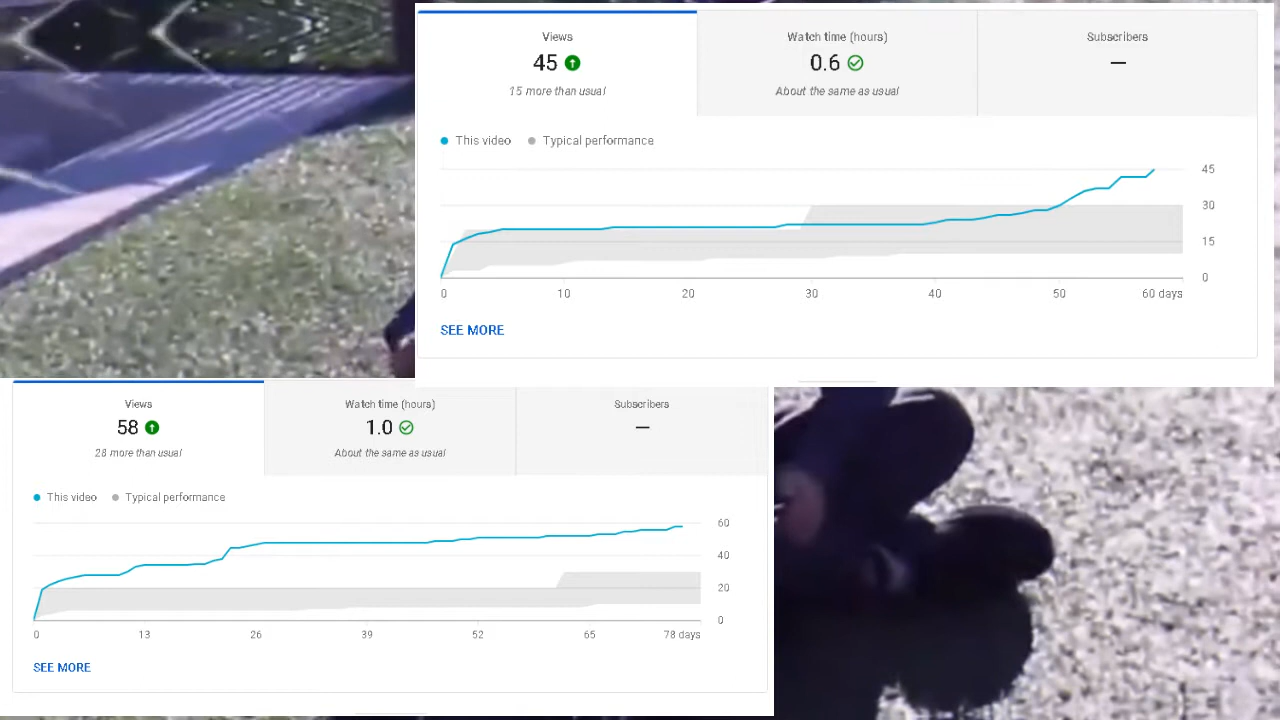 Views
45
15 more than usual
Watch time (hours)
0.6
About the same as usual
Subscribers
—
This video
Typical performance
45
30
15
0
0 10 20 30 40 50 60 days
SEE MORE
Views
58
28 more than usual
Watch time (hours)
1.0
About the same as usual
Subscribers
—
This video
Typical performance
60
40
20
0
0 13 26 39 52 65 78 days
SEE MORE